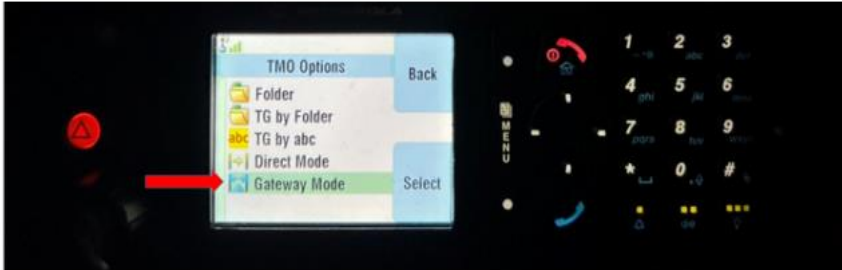 TMO Options
Back
Folder
TG by Folder
abc TG by abc
Direct Mode
Gateway Mode
Select
MENU
1
2 abc
3
4 ghi
5 jkl
6
7 pqrs
8 tuv
9
*
0
#